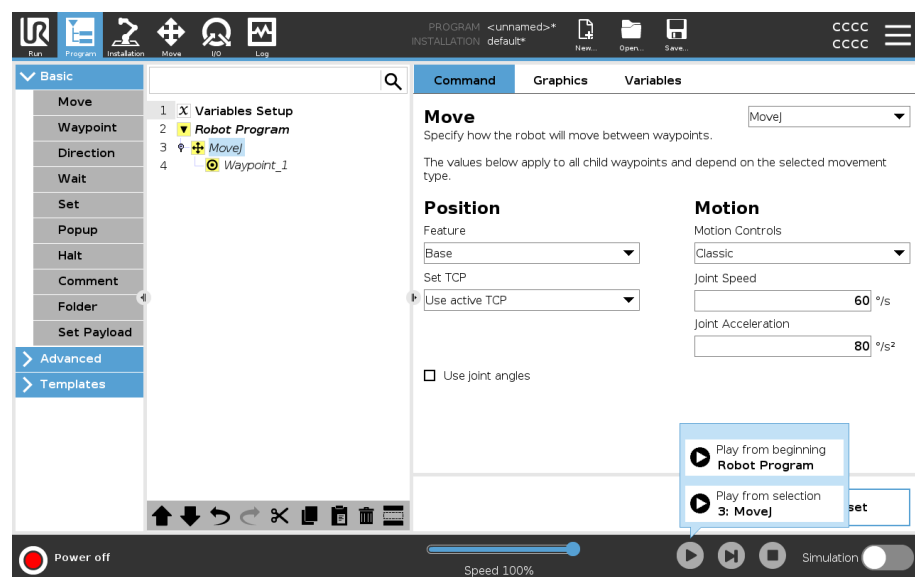 PROGRAM <unnamed>*
INSTALLATION default*
CCCC
CCCC
Run Program Installation Move I/O Log New... Open... Save...
Basic
Move
Waypoint
Direction
Wait
Set
Popup
Halt
Comment
Folder
Set Payload
Advanced
Templates
1 X Variables Setup
2 Robot Program
3 MoveJ
4 Waypoint_1
Command Graphics Variables
Move
MoveJ
Specify how the robot will move between waypoints.
The values below apply to all child waypoints and depend on the selected movement
type.
Position
Feature
Base
Set TCP
Use active TCP
Use joint angles
Motion
Motion Controls
Classic
Joint Speed
60 °/s
Joint Acceleration
80 °/s²
Play from beginning
Robot Program
Play from selection
3: MoveJ
set
Power off
Speed 100%
Simulation